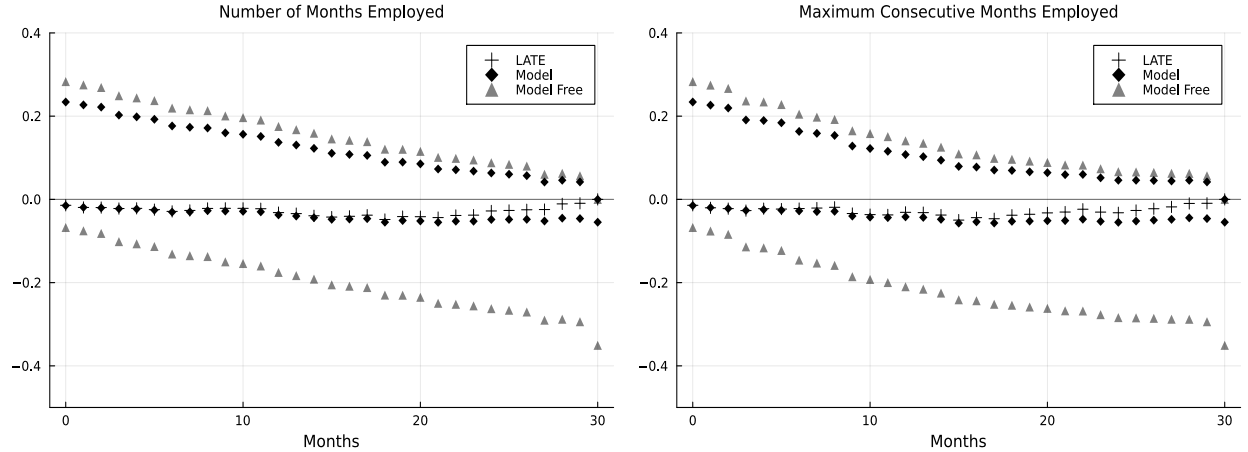 Number of Months Employed
0.4
0.2
0.0
−0.2
−0.4
0
10
20
30
Months
LATE
Model
Model Free
Maximum Consecutive Months Employed
0.4
0.2
0.0
−0.2
−0.4
0
10
20
30
Months
LATE
Model
Model Free